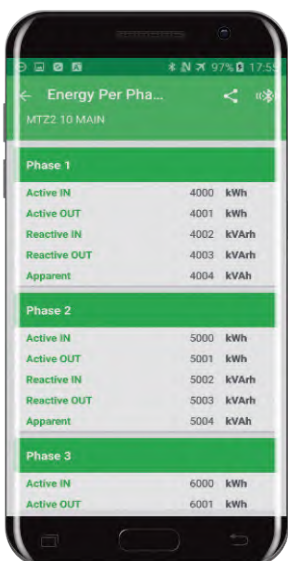 97% 17:55
Energy Per Pha...
MTZ2 10 MAIN
Phase 1
Active IN 4000 kWh
Active OUT 4001 kWh
Reactive IN 4002 kVArh
Reactive OUT 4003 kVArh
Apparent 4004 kVAh
Phase 2
Active IN 5000 kWh
Active OUT 5001 kWh
Reactive IN 5002 kVArh
Reactive OUT 5003 kVArh
Apparent 5004 kVAh
Phase 3
Active IN 6000 kWh
Active OUT 6001 kWh